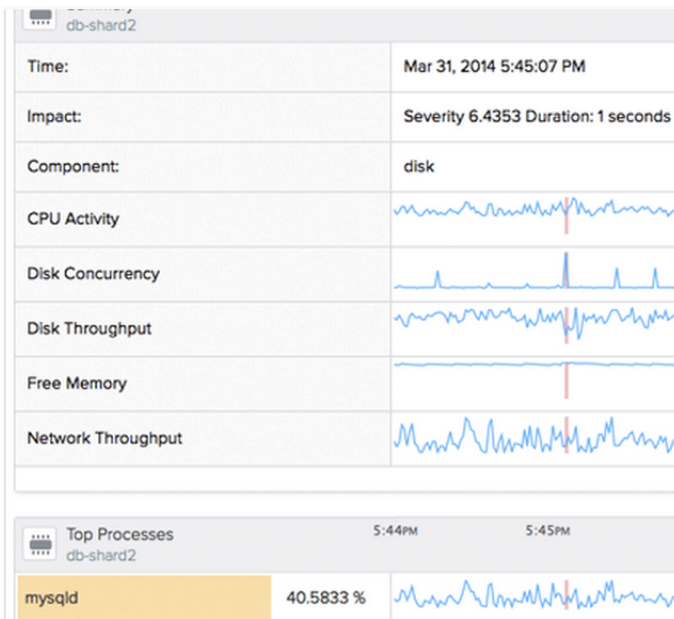 db-shard2
Time: Mar 31, 2014 5:45:07 PM
Impact: Severity 6.4353 Duration: 1 seconds
Component: disk
CPU Activity
Disk Concurrency
Disk Throughput
Free Memory
Network Throughput
Top Processes 5:44PM 5:45PM
db-shard2
mysqld 40.5833 %